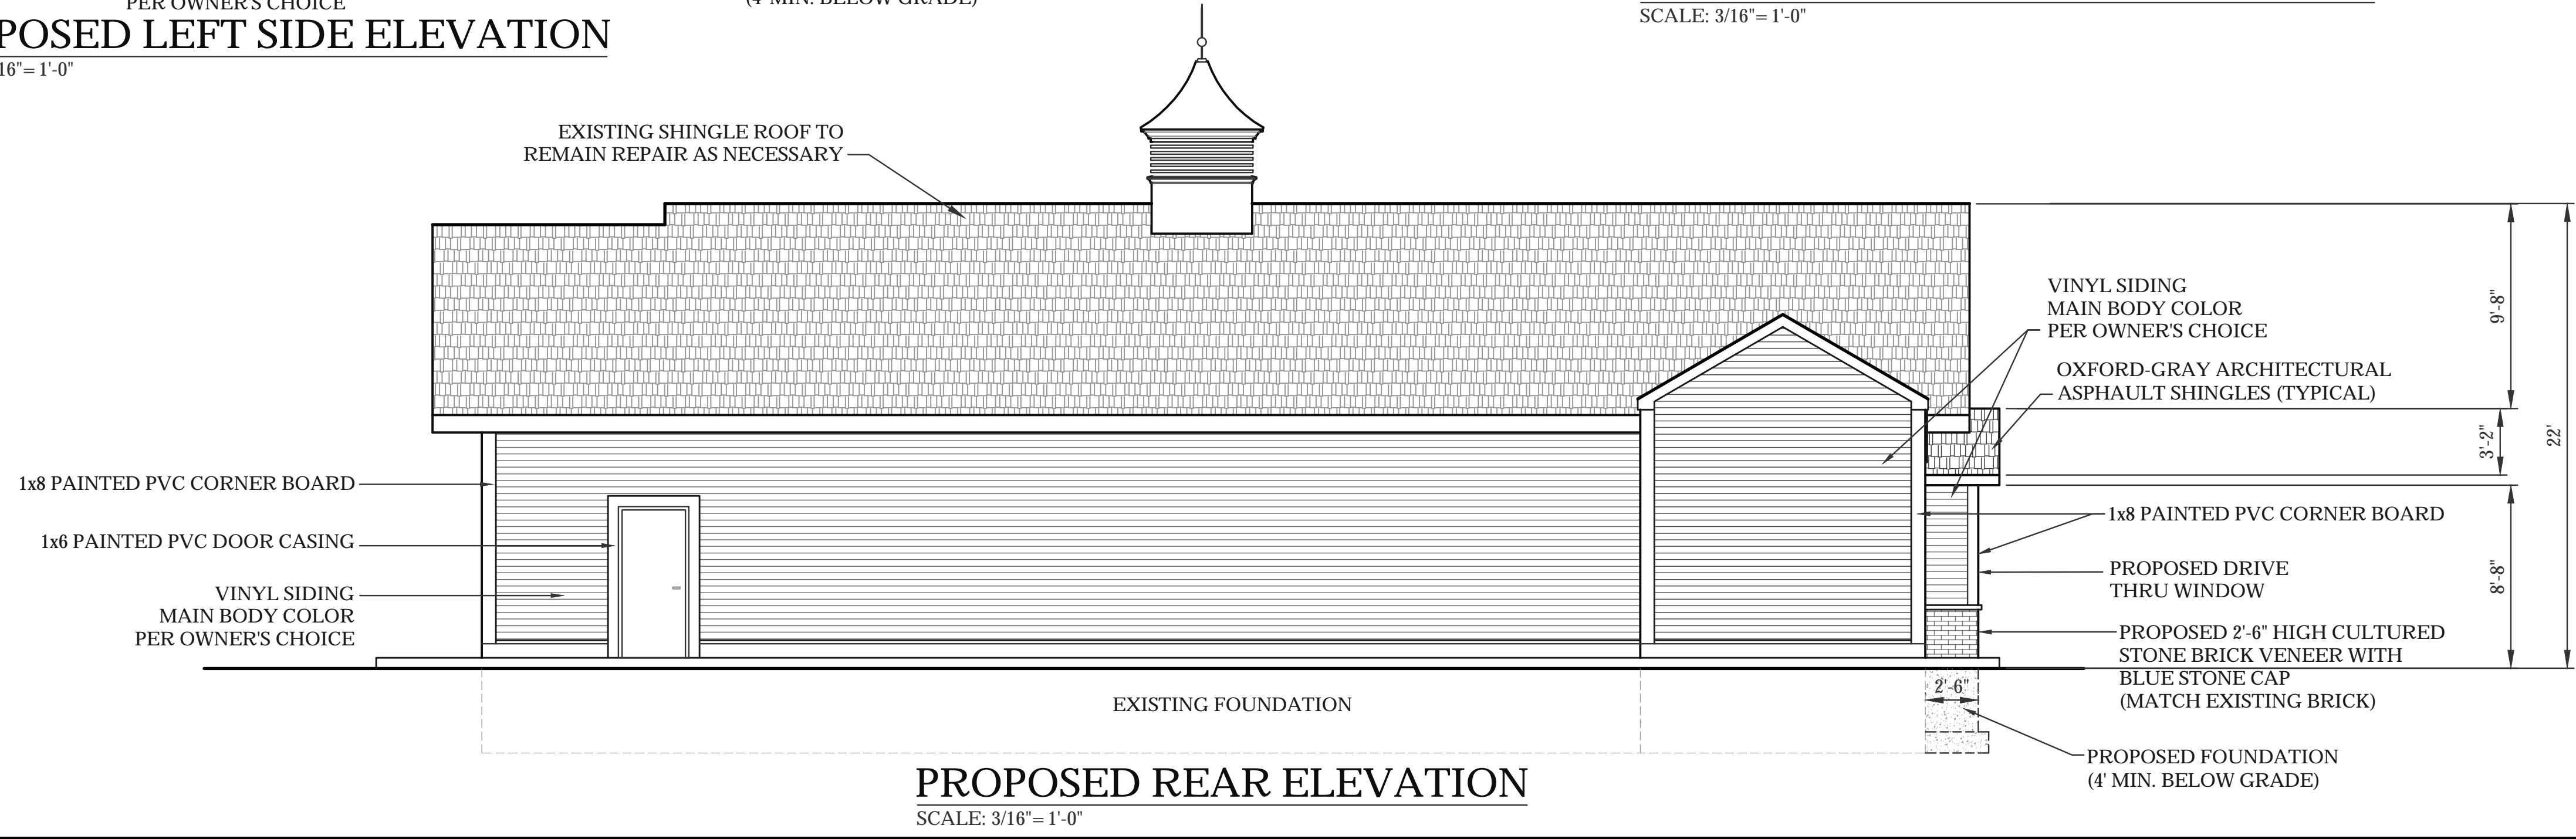 PER OWNER'S CHOICE
(4' MIN. BELOW GRADE)
POSED LEFT SIDE ELEVATION
16"= 1'-0"
SCALE: 3/16"= 1'-0"
EXISTING SHINGLE ROOF TO
REMAIN REPAIR AS NECESSARY
VINYL SIDING
MAIN BODY COLOR
PER OWNER'S CHOICE
OXFORD-GRAY ARCHITECTURAL
ASPHAULT SHINGLES (TYPICAL)
9'-8"
3'-2"
22'
8'-8"
1x8 PAINTED PVC CORNER BOARD
1x6 PAINTED PVC DOOR CASING
VINYL SIDING
MAIN BODY COLOR
PER OWNER'S CHOICE
1x8 PAINTED PVC CORNER BOARD
PROPOSED DRIVE
THRU WINDOW
PROPOSED 2'-6" HIGH CULTURED
STONE BRICK VENEER WITH
BLUE STONE CAP
(MATCH EXISTING BRICK)
2'-6"
EXISTING FOUNDATION
PROPOSED FOUNDATION
(4' MIN. BELOW GRADE)
PROPOSED REAR ELEVATION
SCALE: 3/16"= 1'-0"